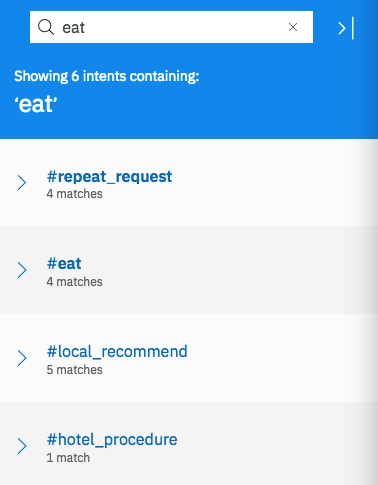 eat
Showing 6 intents containing:
‘eat’
#repeat_request
4 matches
#eat
4 matches
#local_recommend
5 matches
#hotel_procedure
1 match